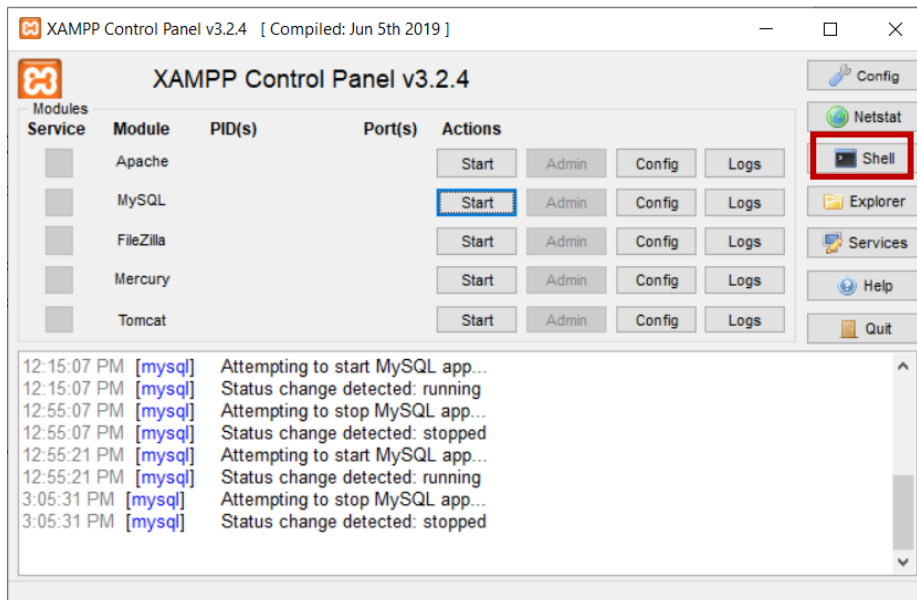 XAMPP Control Panel v3.2.4 [ Compiled: Jun 5th 2019 ]
XAMPP Control Panel v3.2.4
Config
Modules
Service Module PID(s) Port(s) Actions
Netstat
Apache Start Admin Config Logs
Shell
MySQL Start Admin Config Logs
Explorer
FileZilla Start Admin Config Logs
Services
Mercury Start Admin Config Logs
Help
Tomcat Start Admin Config Logs
Quit
12:15:07 PM [mysql] Attempting to start MySQL app...
12:15:07 PM [mysql] Status change detected: running
12:55:07 PM [mysql] Attempting to stop MySQL app...
12:55:07 PM [mysql] Status change detected: stopped
12:55:21 PM [mysql] Attempting to start MySQL app...
12:55:21 PM [mysql] Status change detected: running
3:05:31 PM [mysql] Attempting to stop MySQL app...
3:05:31 PM [mysql] Status change detected: stopped